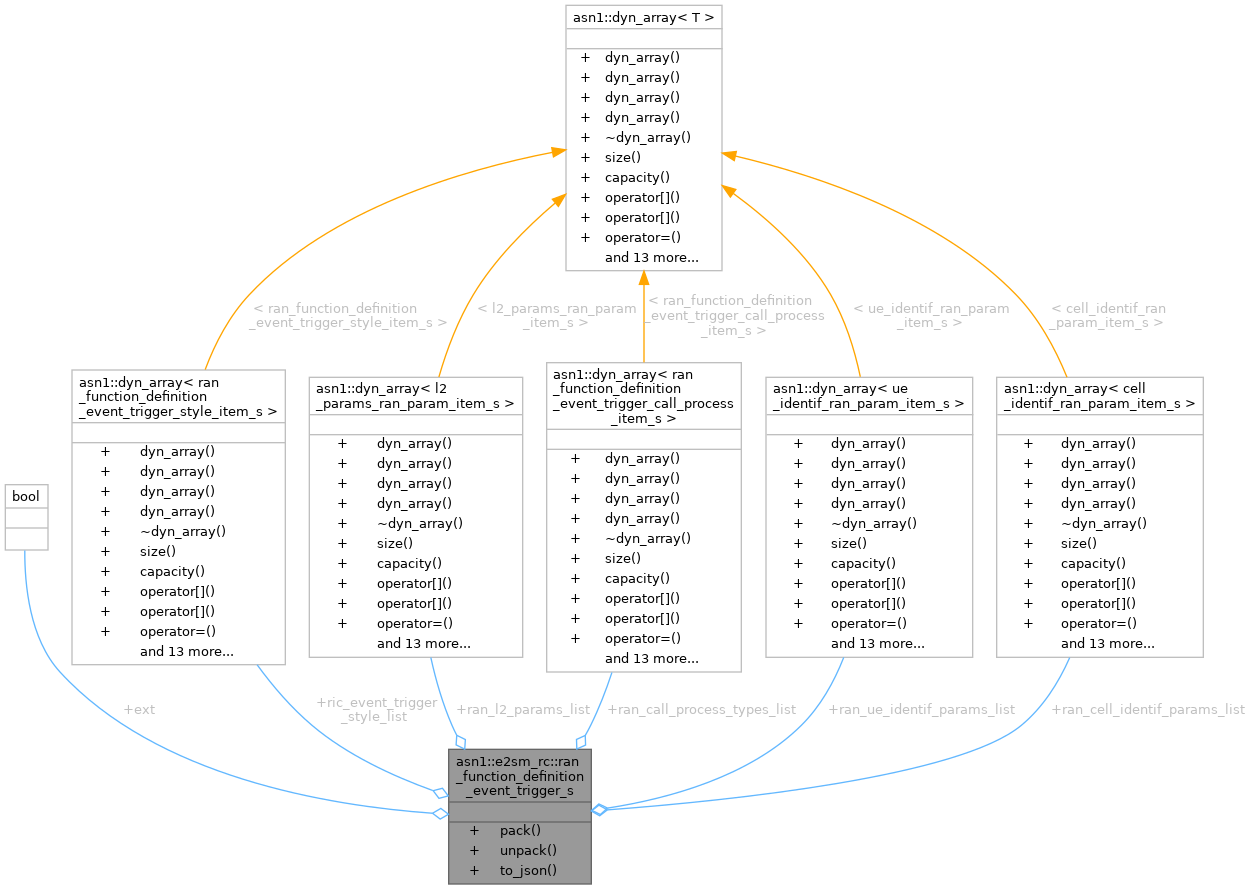 asn1::dyn_array< T >
+ dyn_array()
+ dyn_array()
+ dyn_array()
+ dyn_array()
+ ~dyn_array()
+ size()
+ capacity()
+ operator[]()
+ operator[]()
+ operator=()
and 13 more...
< ran_function_definition
_event_trigger_style_item_s >
< l2_params_ran_param
_item_s >
< ran_function_definition
_event_trigger_call_process
_item_s >
< ue_identif_ran_param
_item_s >
< cell_identif_ran
_param_item_s >
bool
asn1::dyn_array< ran
_function_definition
_event_trigger_style_item_s >
+ dyn_array()
+ dyn_array()
+ dyn_array()
+ dyn_array()
+ ~dyn_array()
+ size()
+ capacity()
+ operator[]()
+ operator[]()
+ operator=()
and 13 more...
asn1::dyn_array< l2
_params_ran_param_item_s >
+ dyn_array()
+ dyn_array()
+ dyn_array()
+ dyn_array()
+ ~dyn_array()
+ size()
+ capacity()
+ operator[]()
+ operator[]()
+ operator=()
and 13 more...
asn1::dyn_array< ran
_function_definition
_event_trigger_call_process
_item_s >
+ dyn_array()
+ dyn_array()
+ dyn_array()
+ dyn_array()
+ ~dyn_array()
+ size()
+ capacity()
+ operator[]()
+ operator[]()
+ operator=()
and 13 more...
asn1::dyn_array< ue
_identif_ran_param_item_s >
+ dyn_array()
+ dyn_array()
+ dyn_array()
+ dyn_array()
+ ~dyn_array()
+ size()
+ capacity()
+ operator[]()
+ operator[]()
+ operator=()
and 13 more...
asn1::dyn_array< cell
_identif_ran_param_item_s >
+ dyn_array()
+ dyn_array()
+ dyn_array()
+ dyn_array()
+ ~dyn_array()
+ size()
+ capacity()
+ operator[]()
+ operator[]()
+ operator=()
and 13 more...
+ext
+ric_event_trigger
_style_list
+ran_l2_params_list
+ran_call_process_types_list
+ran_ue_identif_params_list
+ran_cell_identif_params_list
asn1::e2sm_rc::ran
_function_definition
_event_trigger_s
+ pack()
+ unpack()
+ to_json()